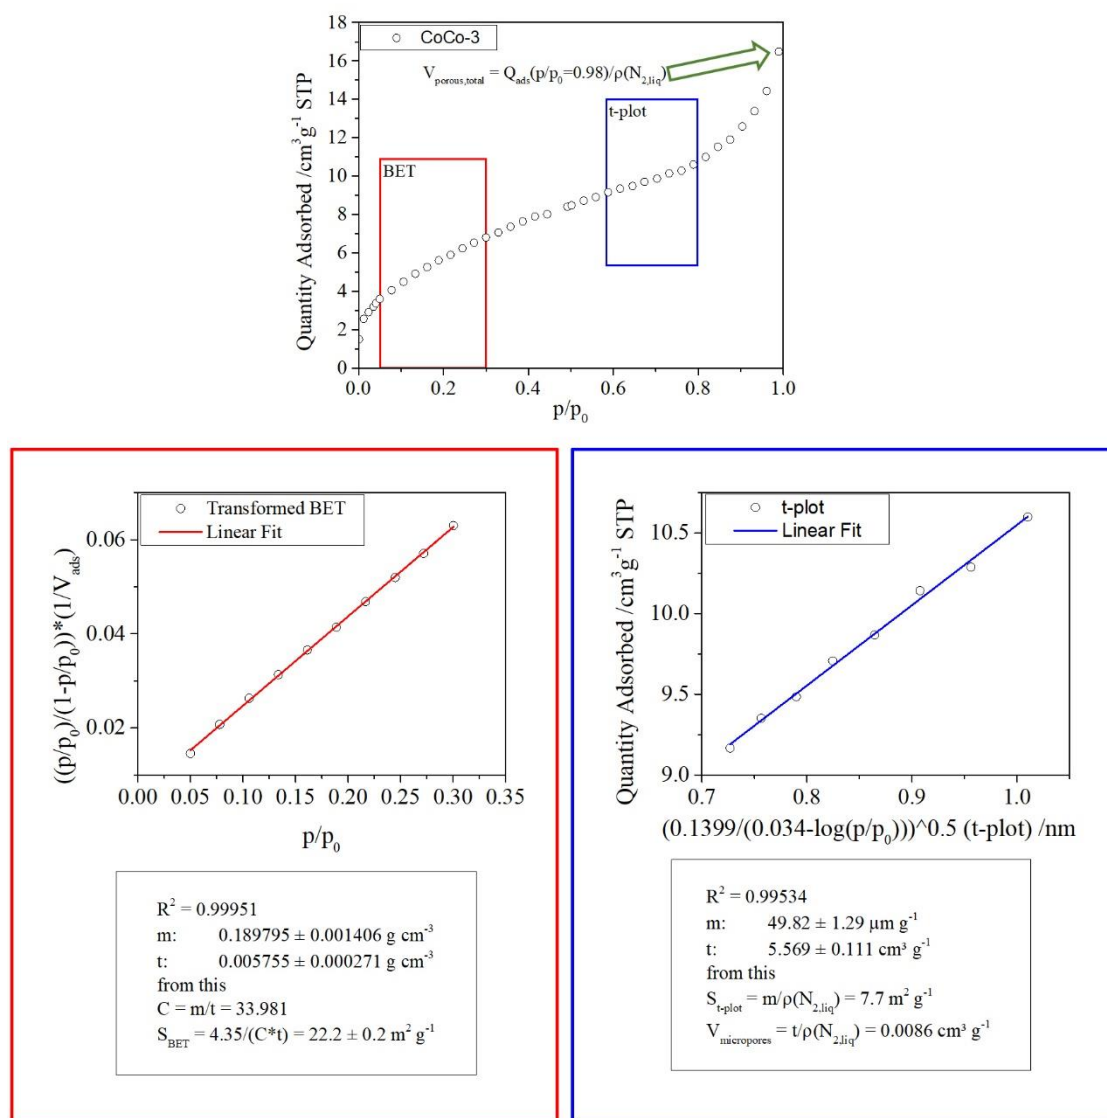 CoCo-3
V_porous,total = Q_ads(p/p_0=0.98)/ρ(N_2,liq)
t-plot
BET
Quantity Adsorbed /cm³g⁻¹ STP
18
16
14
12
10
8
6
4
2
0
0.0 0.2 0.4 0.6 0.8 1.0
p/p_0
Transformed BET
Linear Fit
((p/p_0)/(1-p/p_0))*(1/V_ads)
0.06
0.04
0.02
0.00 0.05 0.10 0.15 0.20 0.25 0.30 0.35
p/p_0
R² = 0.99951
m: 0.189795 ± 0.001406 g cm⁻³
t: 0.005755 ± 0.000271 g cm⁻³
from this
C = m/t = 33.981
S_BET = 4.35/(C*t) = 22.2 ± 0.2 m² g⁻¹
t-plot
Linear Fit
Quantity Adsorbed /cm³g⁻¹ STP
10.5
10.0
9.5
9.0
0.7 0.8 0.9 1.0
(0.1399/(0.034-log(p/p_0)))^0.5 (t-plot) /nm
R² = 0.99534
m: 49.82 ± 1.29 µm g⁻¹
t: 5.569 ± 0.111 cm³ g⁻¹
from this
S_t-plot = m/ρ(N_2,liq) = 7.7 m² g⁻¹
V_micropores = t/ρ(N_2,liq) = 0.0086 cm³ g⁻¹